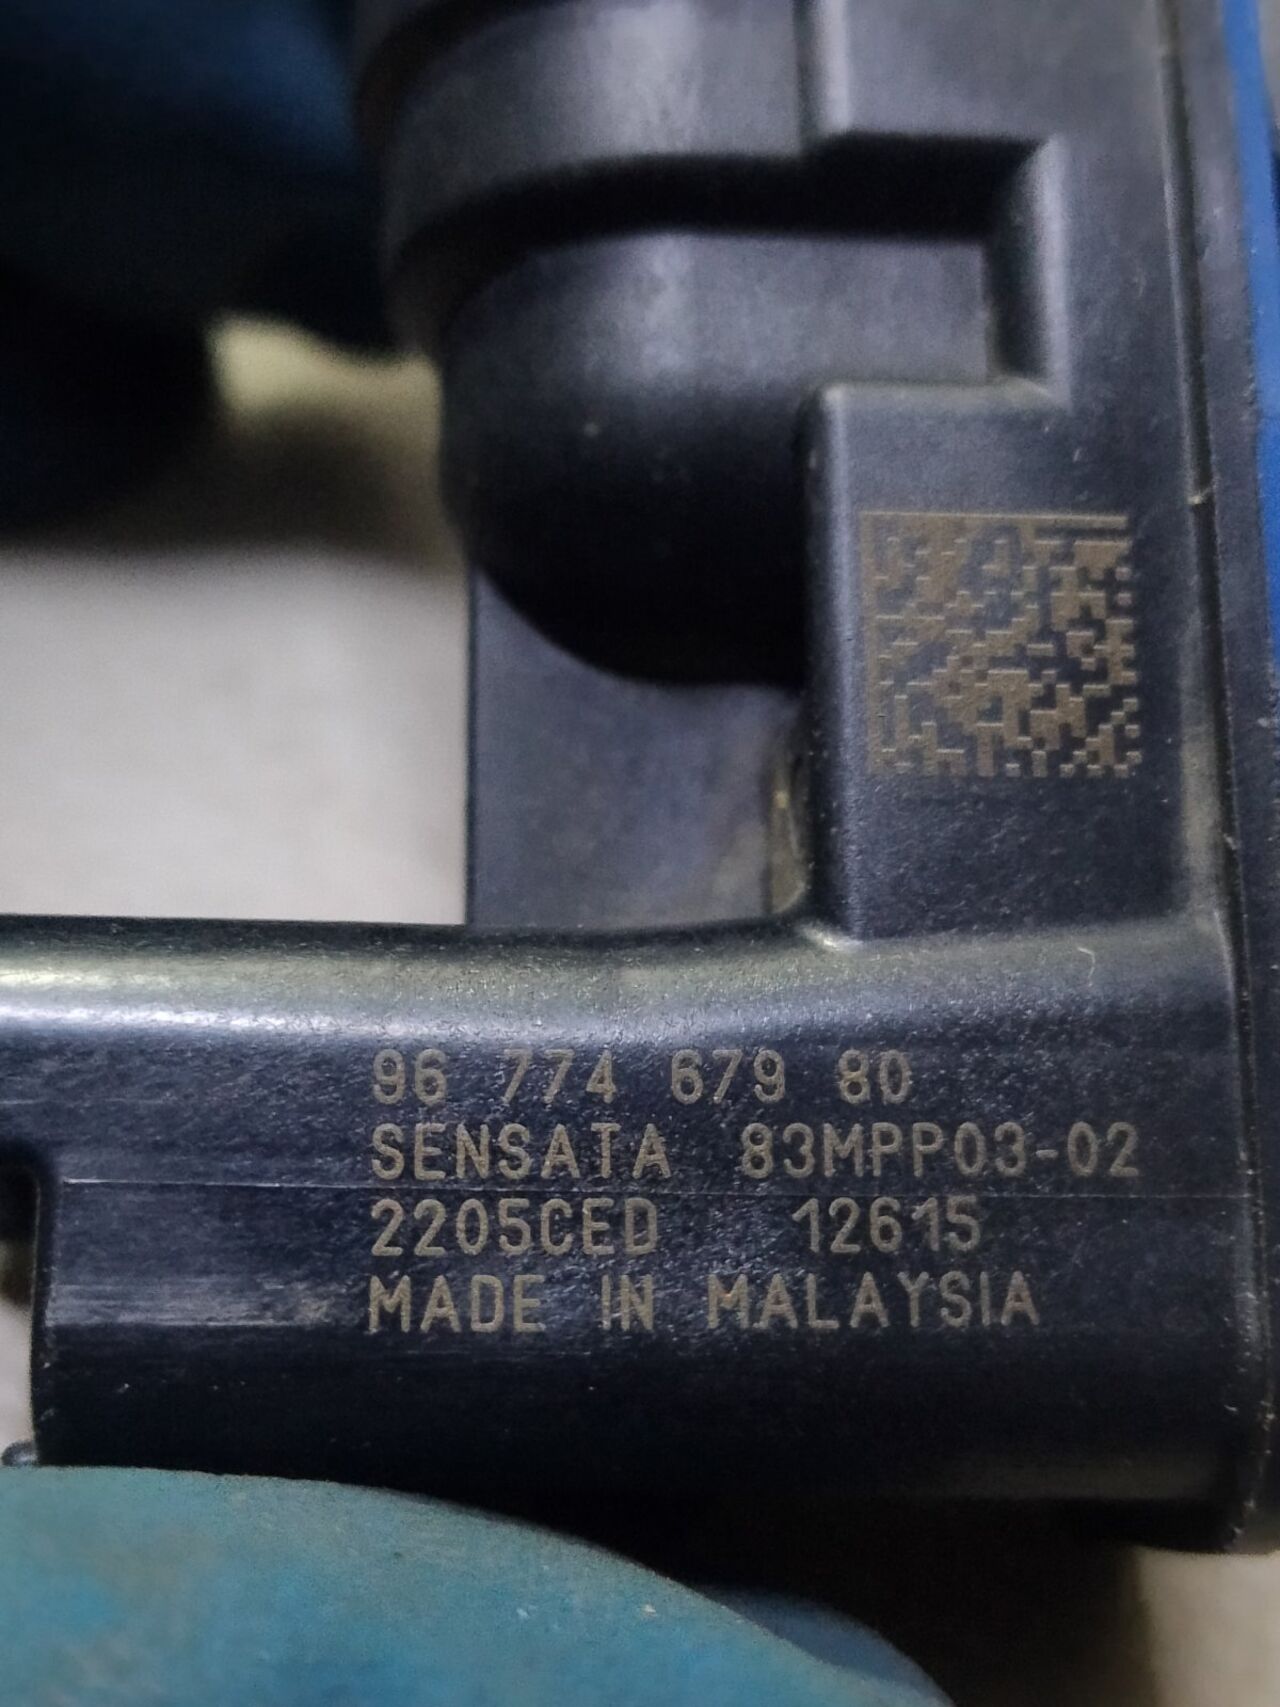 96 774 679 80
SENSATA 83MPP03-02
2205CED 12615
MADE IN MALAYSIA